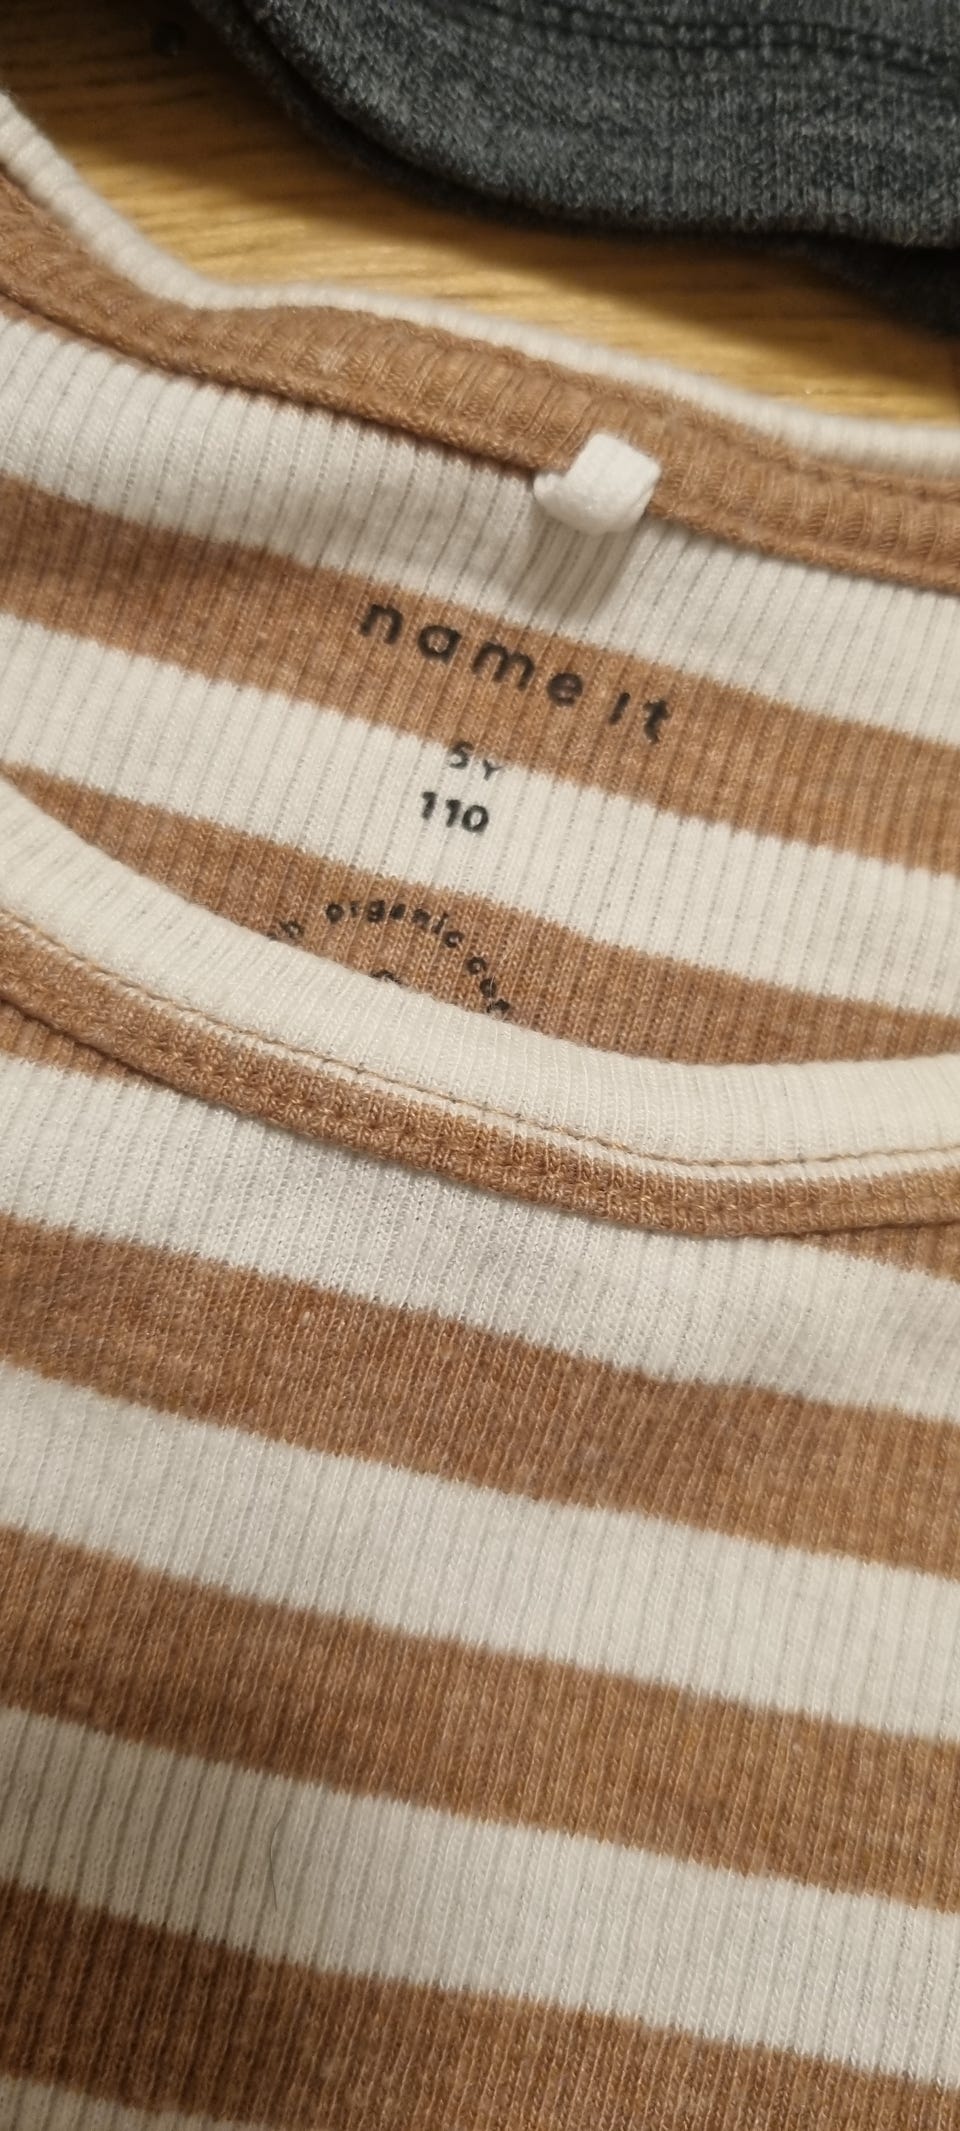 name it
5Y
110
organic